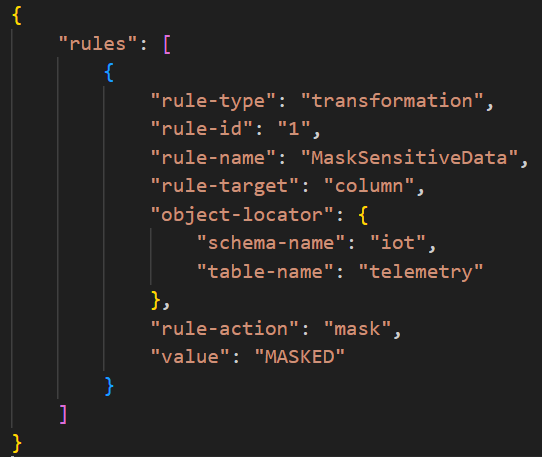 {
    "rules": [
        {
            "rule-type": "transformation",
            "rule-id": "1",
            "rule-name": "MaskSensitiveData",
            "rule-target": "column",
            "object-locator": {
                "schema-name": "iot",
                "table-name": "telemetry"
            },
            "rule-action": "mask",
            "value": "MASKED"
        }
    ]
}